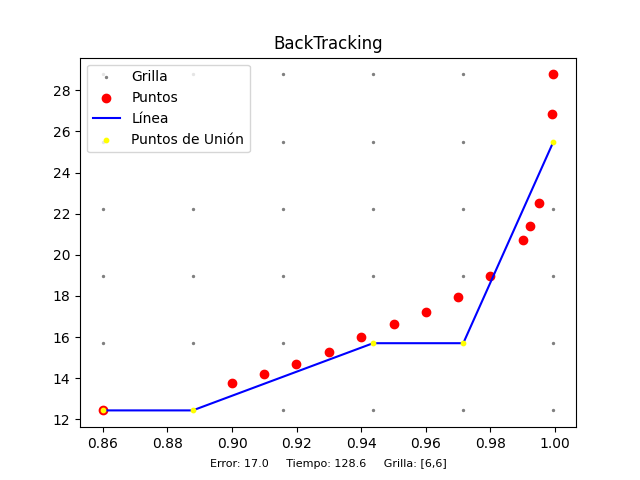 BackTracking
Grilla
Puntos
Línea
Puntos de Unión
28
26
24
22
20
18
16
14
12
0.86 0.88 0.90 0.92 0.94 0.96 0.98 1.00
Error: 17.0 Tiempo: 128.6 Grilla: [6,6]